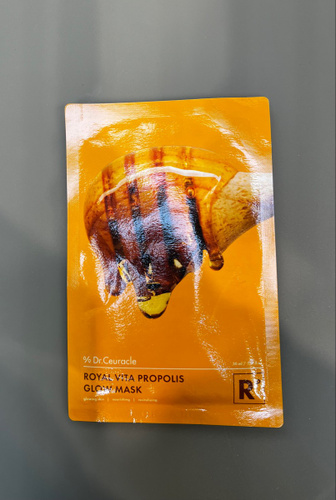 Dr.Ceuracle
ROYAL VITA PROPOLIS
GLOW MASK
R